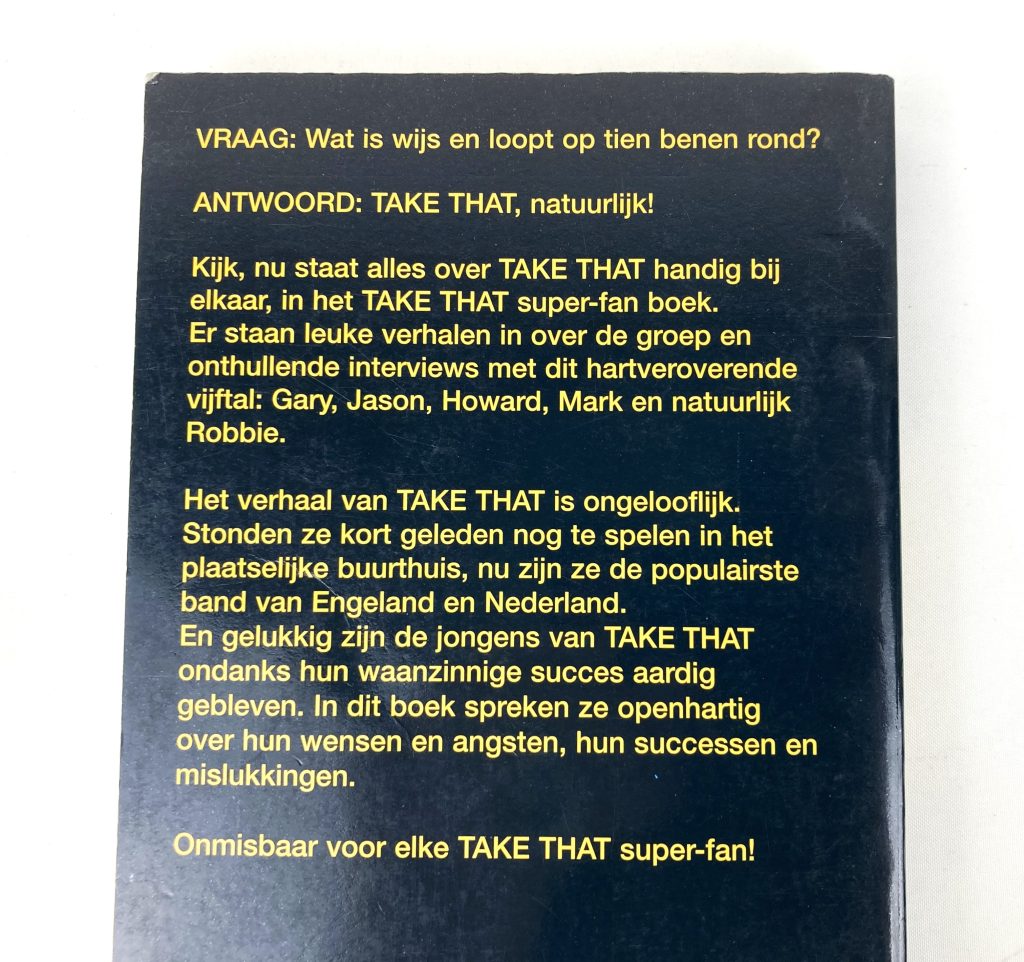 VRAAG: Wat is wijs en loopt op tien benen rond?
ANTWOORD: TAKE THAT, natuurlijk!
Kijk, nu staat alles over TAKE THAT handig bij
elkaar, in het TAKE THAT super-fan boek.
Er staan leuke verhalen in over de groep en
onthullende interviews met dit hartveroverende
vijftal: Gary, Jason, Howard, Mark en natuurlijk
Robbie.
Het verhaal van TAKE THAT is ongelooflijk.
Stonden ze kort geleden nog te spelen in het
plaatselijke buurthuis, nu zijn ze de populairste
band van Engeland en Nederland.
En gelukkig zijn de jongens van TAKE THAT
ondanks hun waanzinnige succes aardig
gebleven. In dit boek spreken ze openhartig
over hun wensen en angsten, hun successen en
mislukkingen.
Onmisbaar voor elke TAKE THAT super-fan!